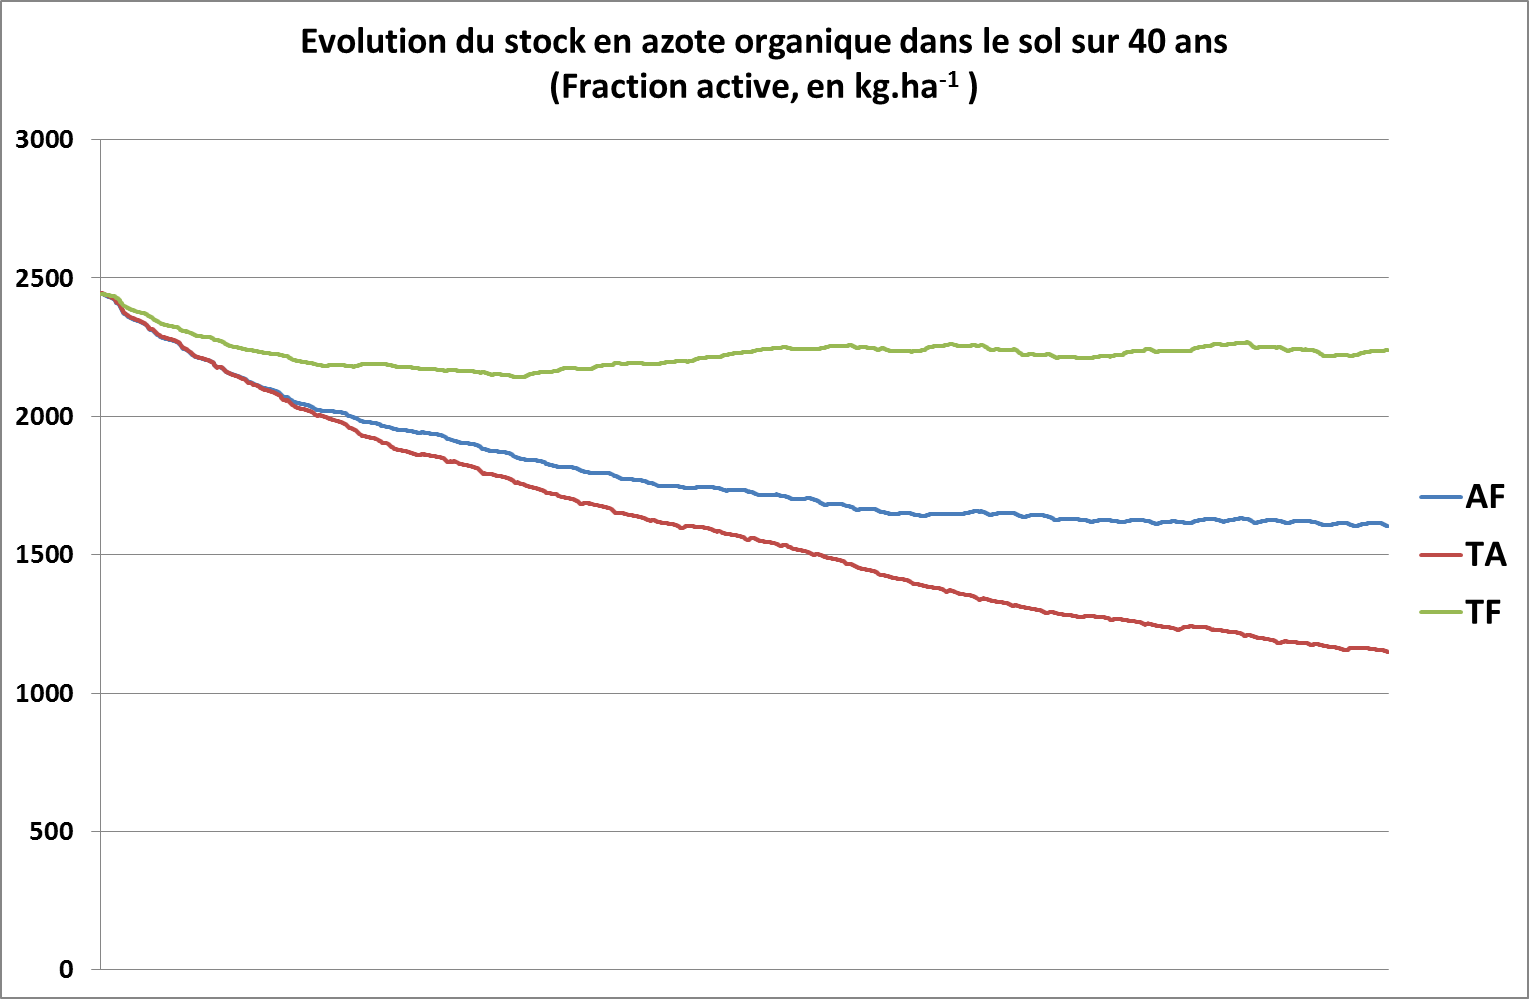 Evolution du stock en azote organique dans le sol sur 40 ans
(Fraction active, en kg.ha⁻¹ )
3000
2500
2000
1500
1000
500
0
AF
TA
TF